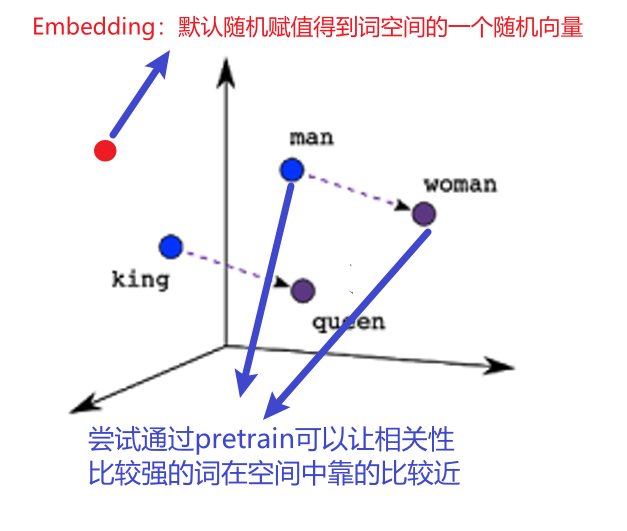 Embedding：默认随机赋值得到词空间的一个随机向量
man
woman
king
queen
尝试通过pretrain可以让相关性
比较强的词在空间中靠的比较近